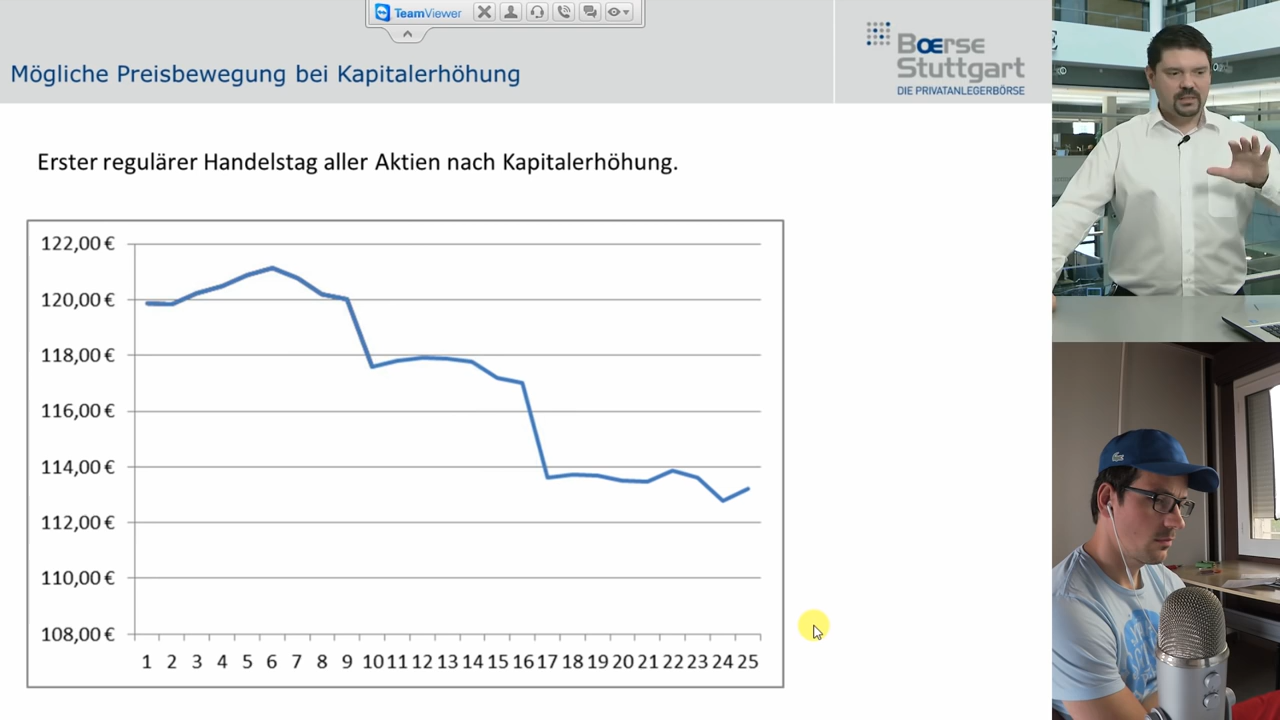 TeamViewer
Mögliche Preisbewegung bei Kapitalerhöhung
BŒRSE
Stuttgart
DIE PRIVATANLEGERBÖRSE
Erster regulärer Handelstag aller Aktien nach Kapitalerhöhung.
122,00 €
120,00 €
118,00 €
116,00 €
114,00 €
112,00 €
110,00 €
108,00 €
1 2 3 4 5 6 7 8 9 10 11 12 13 14 15 16 17 18 19 20 21 22 23 24 25